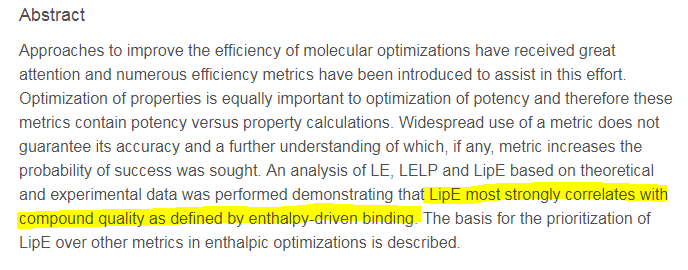 Abstract
Approaches to improve the efficiency of molecular optimizations have received great
attention and numerous efficiency metrics have been introduced to assist in this effort.
Optimization of properties is equally important to optimization of potency and therefore these
metrics contain potency versus property calculations. Widespread use of a metric does not
guarantee its accuracy and a further understanding of which, if any, metric increases the
probability of success was sought. An analysis of LE, LELP and LipE based on theoretical
and experimental data was performed demonstrating that LipE most strongly correlates with
compound quality as defined by enthalpy-driven binding. The basis for the prioritization of
LipE over other metrics in enthalpic optimizations is described.